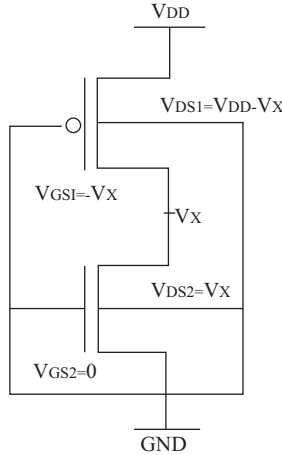 VDD
VDS1=VDD-VX
VGSI=-VX
VX
VDS2=VX
VGS2=0
GND